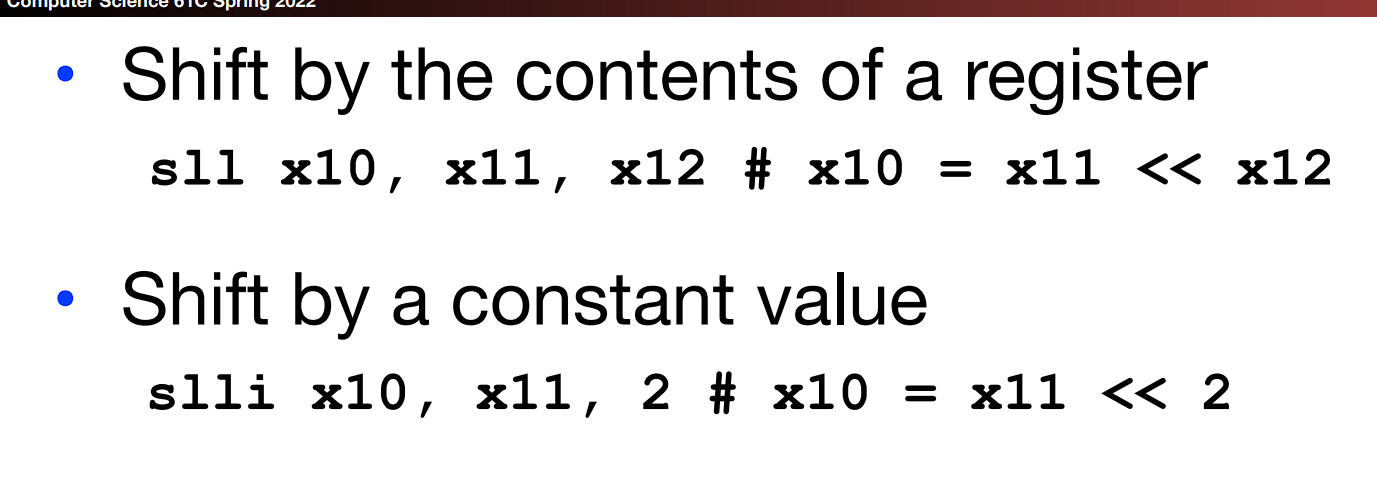 Computer Science 61C Spring 2022
• Shift by the contents of a register
sll x10, x11, x12 # x10 = x11 << x12
• Shift by a constant value
slli x10, x11, 2 # x10 = x11 << 2